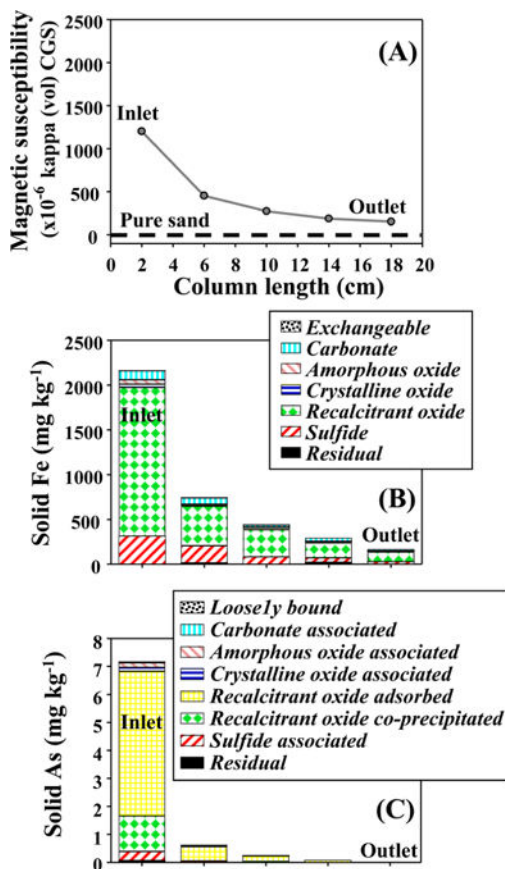 (A)
Magnetic susceptibility
(x10⁻⁶ kappa (vol) CGS)
2500
2000
1500
1000
500
0
Inlet
Outlet
Pure sand
0 2 4 6 8 10 12 14 16 18 20
Column length (cm)
(B)
Solid Fe (mg kg⁻¹)
2500
2000
1500
1000
500
0
Exchangeable
Carbonate
Amorphous oxide
Crystalline oxide
Recalcitrant oxide
Sulfide
Residual
Inlet
Outlet
(C)
Solid As (mg kg⁻¹)
8
7
6
5
4
3
2
1
0
Loosely bound
Carbonate associated
Amorphous oxide associated
Crystalline oxide associated
Recalcitrant oxide adsorbed
Recalcitrant oxide co-precipitated
Sulfide associated
Residual
Inlet
Outlet